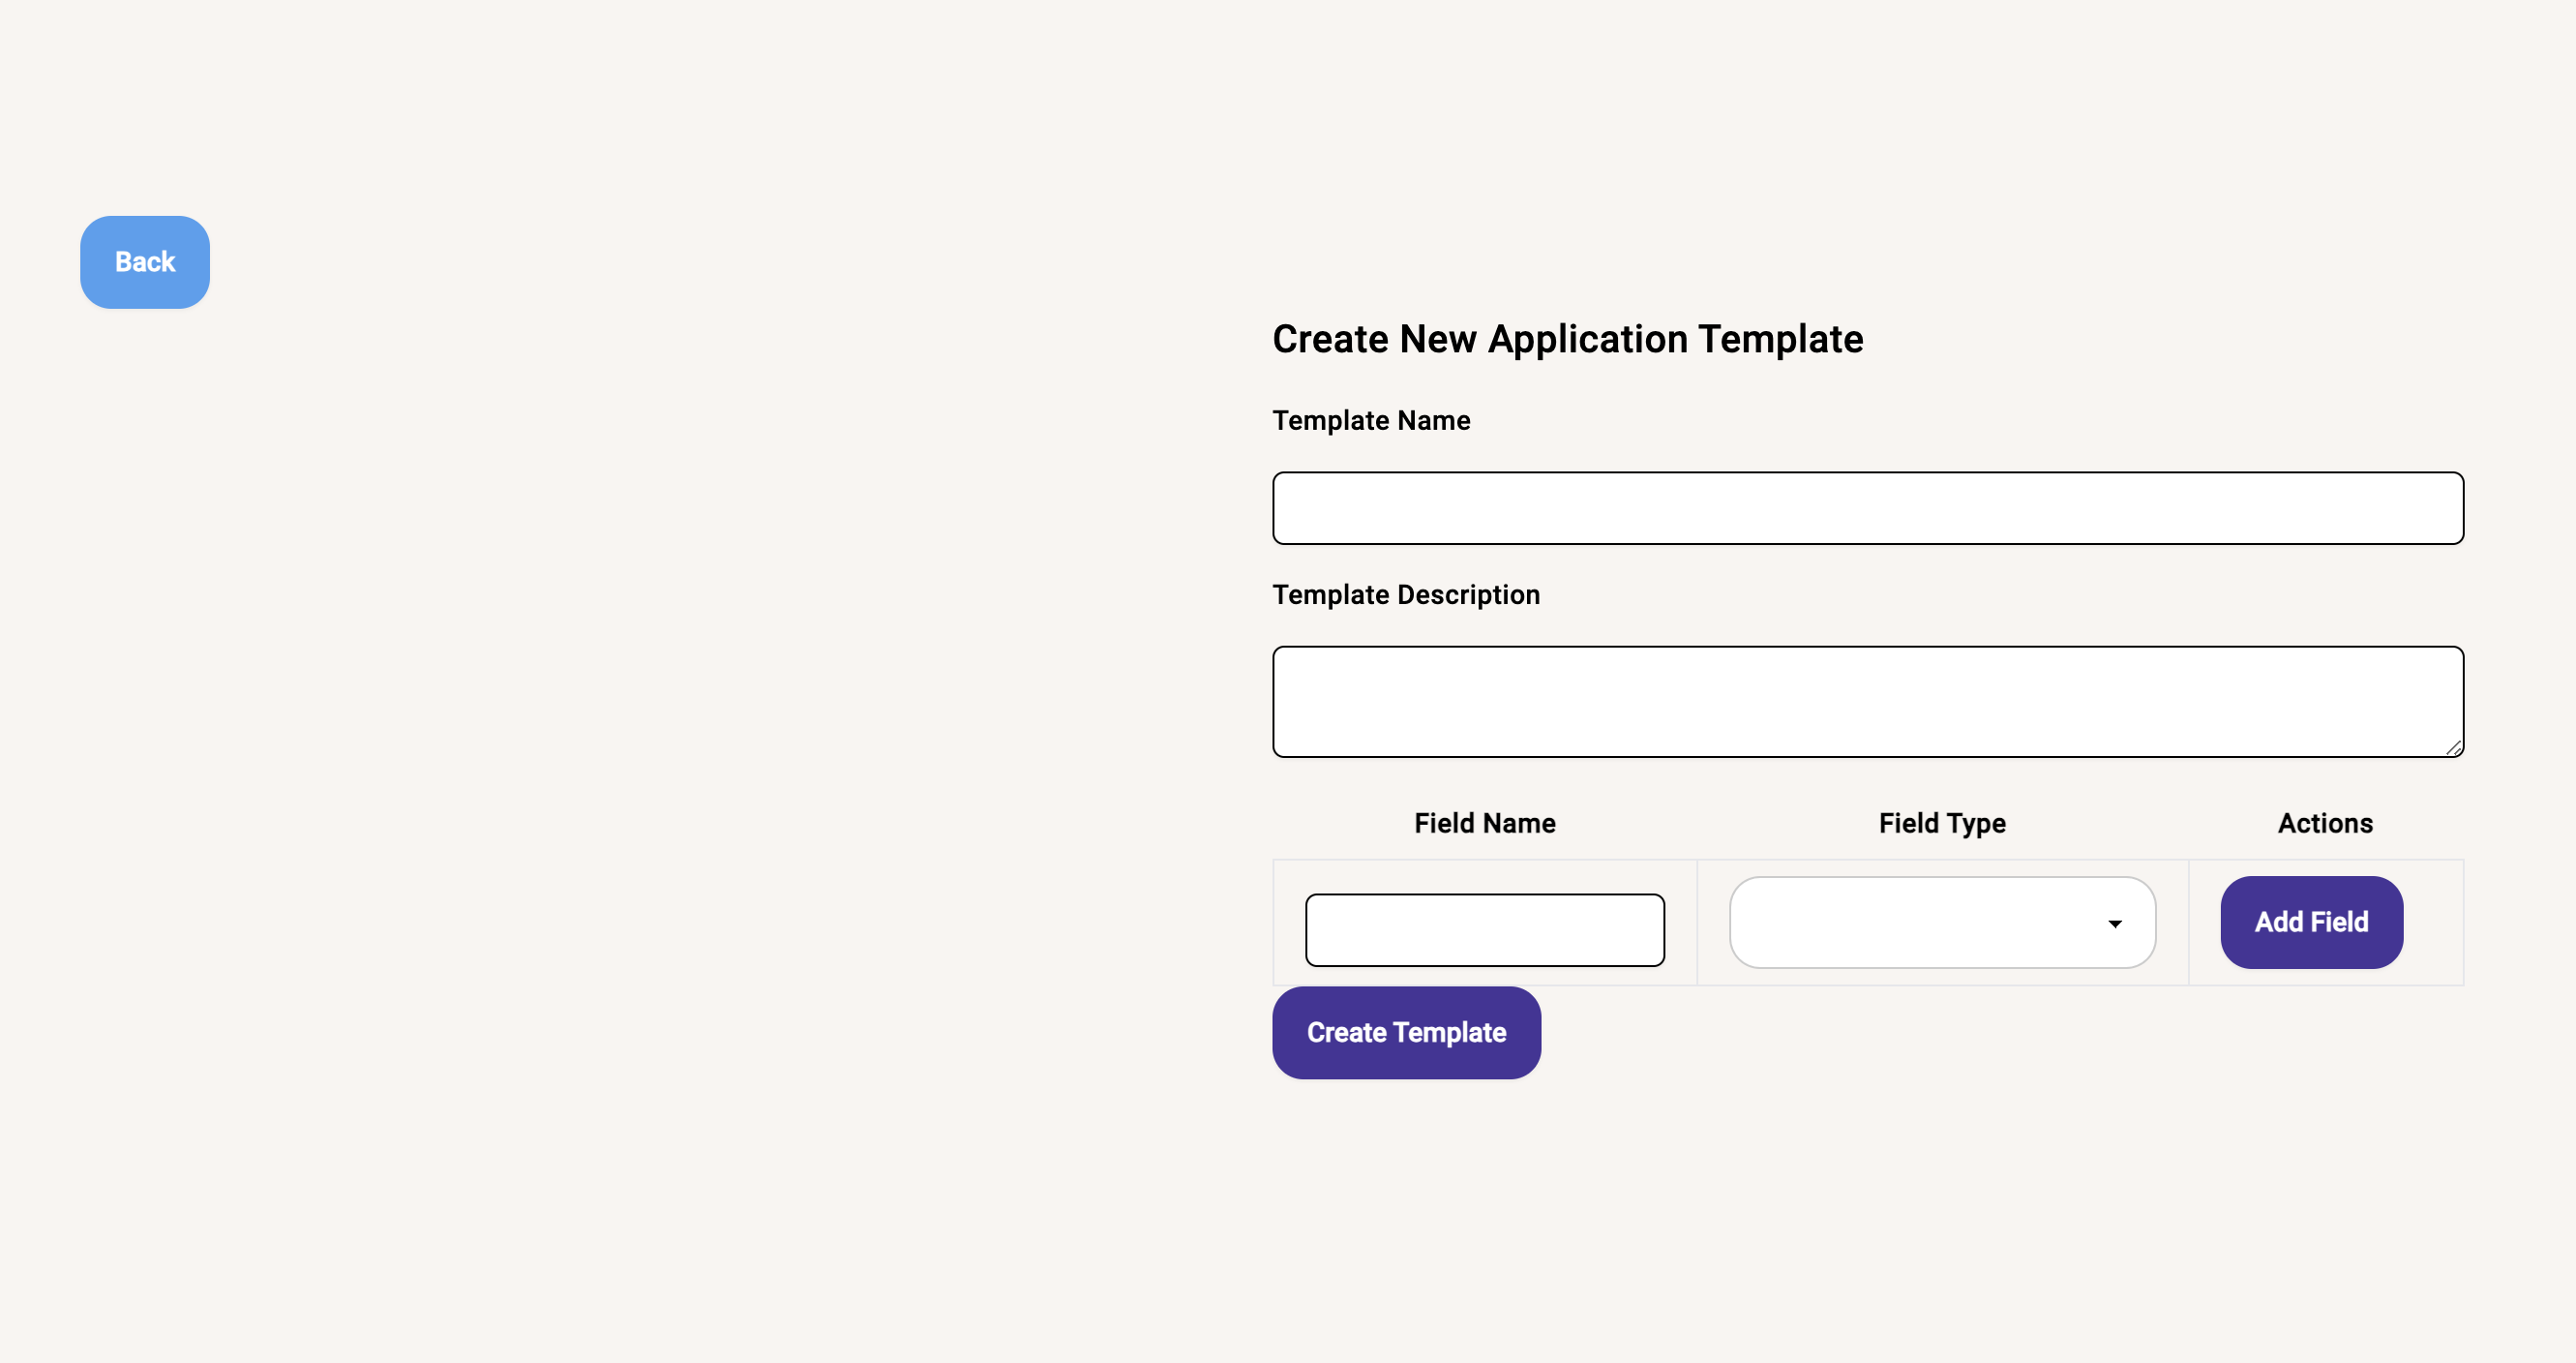 Back
Create New Application Template
Template Name
Template Description
Field Name Field Type Actions
Add Field
Create Template